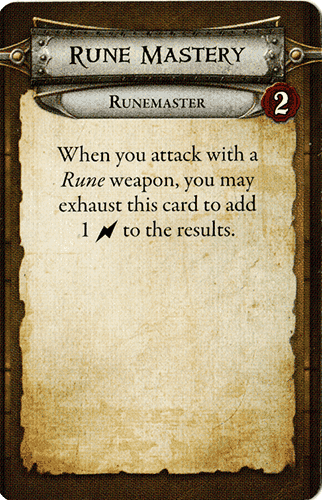 Rune Mastery
Runemaster
2
When you attack with a
Rune weapon, you may
exhaust this card to add
1 to the results.